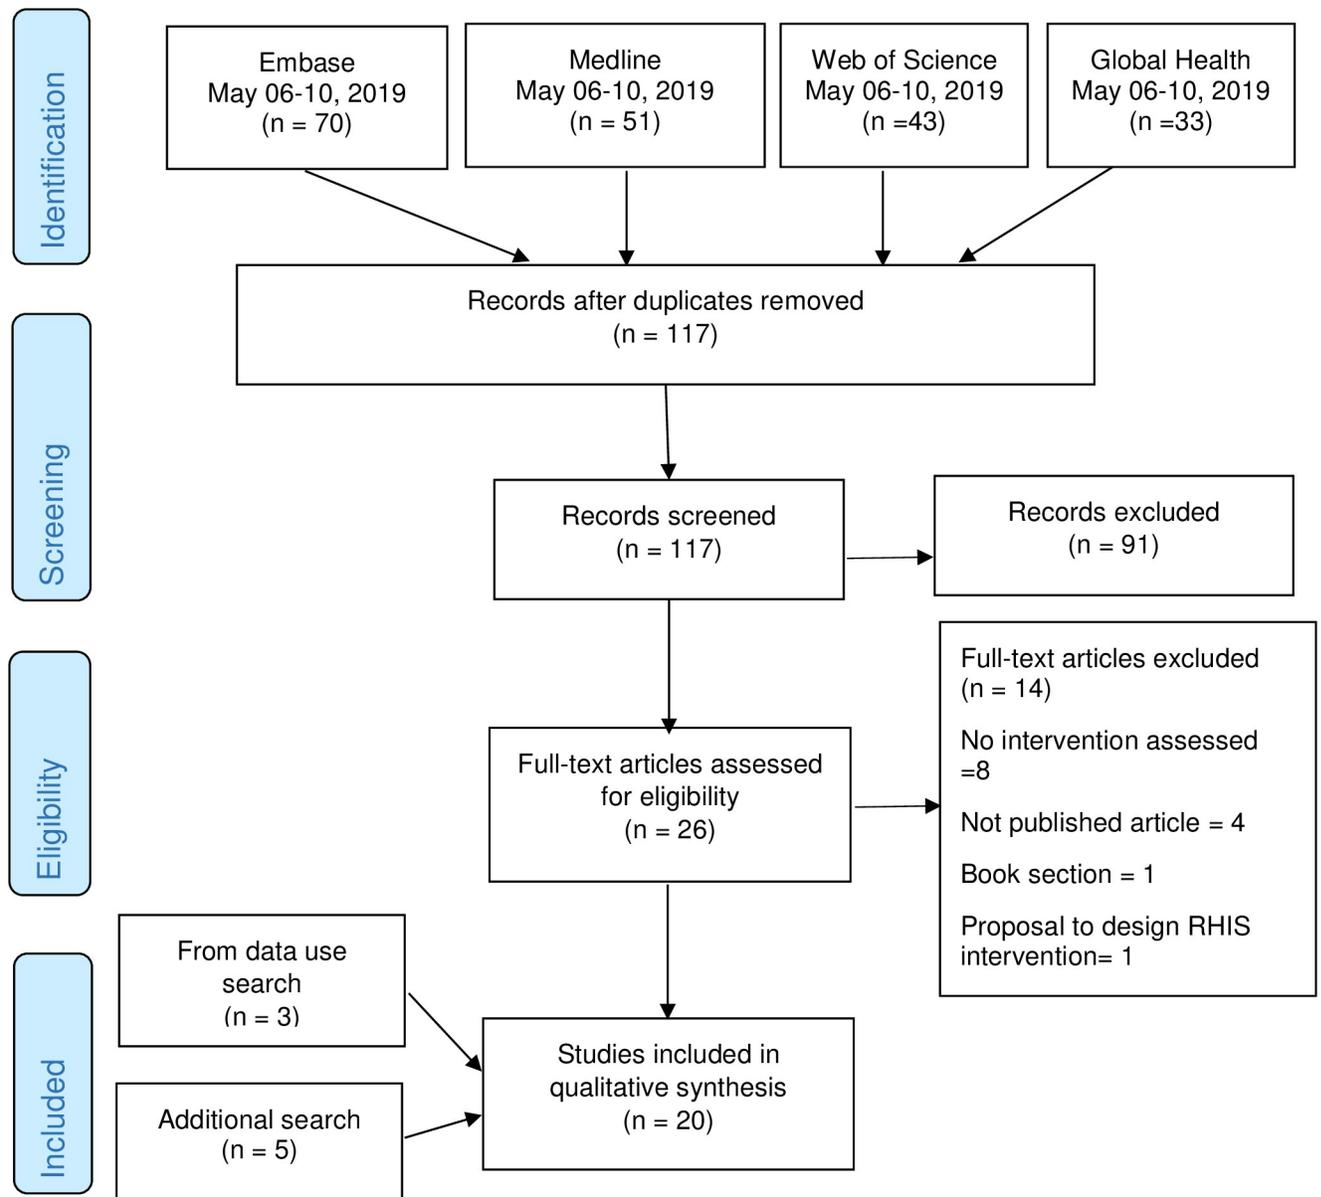 Identification
Embase
May 06-10, 2019
(n = 70)
Medline
May 06-10, 2019
(n = 51)
Web of Science
May 06-10, 2019
(n =43)
Global Health
May 06-10, 2019
(n =33)
Records after duplicates removed
(n = 117)
Screening
Records screened
(n = 117)
Records excluded
(n = 91)
Eligibility
Full-text articles assessed
for eligibility
(n = 26)
Full-text articles excluded
(n = 14)
No intervention assessed
=8
Not published article = 4
Book section = 1
Proposal to design RHIS
intervention= 1
Included
From data use
search
(n = 3)
Additional search
(n = 5)
Studies included in
qualitative synthesis
(n = 20)